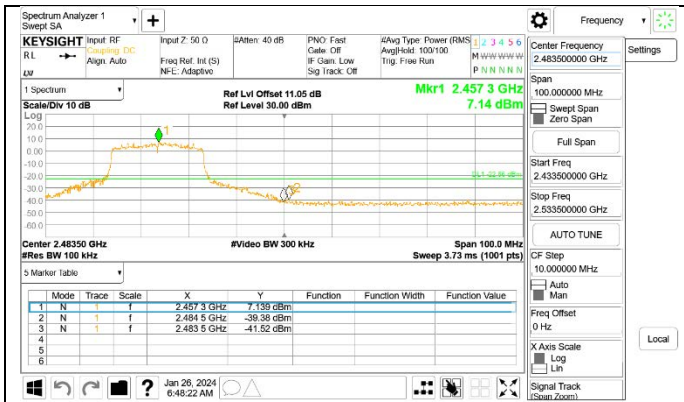 Spectrum Analyzer 1
Swept SA
+
Frequency
KEYSIGHT
RL
Input: RF
Coupling: DC
Align: Auto
Input Z: 50 Ω
Freq Ref: Int (S)
NFE: Adaptive
#Atten: 40 dB
PNO: Fast
Gate: Off
IF Gain: Low
Sig Track: Off
#Avg Type: Power (RMS
Avg|Hold: 100/100
Trig: Free Run
1 2 3 4 5 6
M W W W W W
P N N N N N
1 Spectrum
Scale/Div 10 dB
Ref Lvl Offset 11.05 dB
Ref Level 30.00 dBm
Mkr1 2.457 3 GHz
7.14 dBm
Log
20.0
10.0
0.00
-10.0
-20.0
-30.0
-40.0
-50.0
-60.0
1
2
Center 2.48350 GHz
#Res BW 100 kHz
#Video BW 300 kHz
Span 100.0 MHz
Sweep 3.73 ms (1001 pts)
5 Marker Table
Mode Trace Scale X Y Function Function Width Function Value
1 N 1 f 2.457 3 GHz 7.139 dBm
2 N 1 f 2.484 5 GHz -39.38 dBm
3 N 1 f 2.483 5 GHz -41.52 dBm
4
5
6
Jan 26, 2024
6:48:22 AM
?
Center Frequency
2.483500000 GHz
Settings
Span
100.000000 MHz
Swept Span
Zero Span
Full Span
Start Freq
2.433500000 GHz
Stop Freq
2.533500000 GHz
AUTO TUNE
CF Step
10.000000 MHz
Auto
Man
Freq Offset
0 Hz
X Axis Scale
Log
Lin
Local
Signal Track
(Span Zoom)